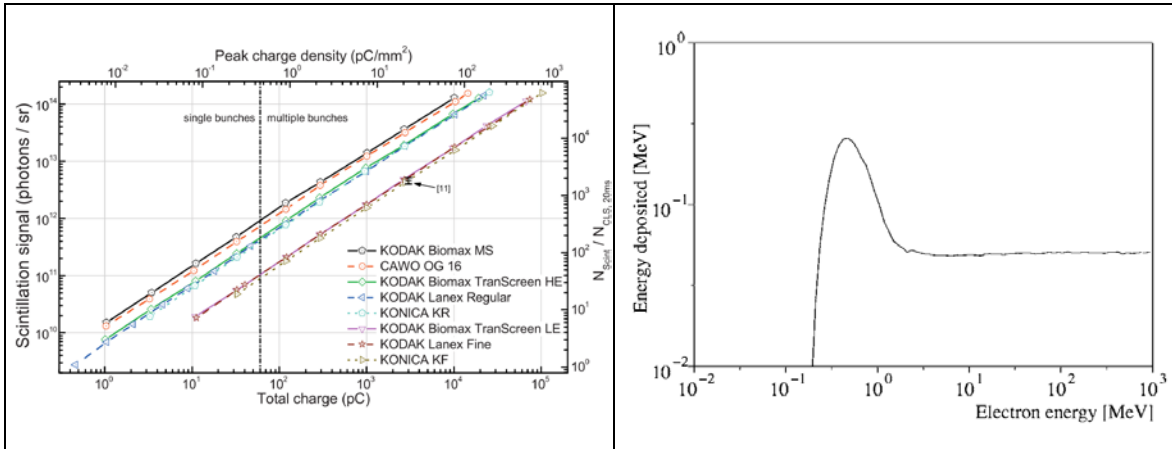 Peak charge density (pC/mm²)
10⁻² 10⁻¹ 10⁰ 10¹ 10² 10³
single bunches multiple bunches
Scintillation signal (photons / sr)
10¹⁴
10¹³
10¹²
10¹¹
10¹⁰
[11]
KODAK Biomax MS
CAWO OG 16
KODAK Biomax TranScreen HE
KODAK Lanex Regular
KONICA KR
KODAK Biomax TranScreen LE
KODAK Lanex Fine
KONICA KF
N_Scint / N_CLS, 20ms
10⁴
10³
10²
10¹
10⁰
10⁰ 10¹ 10² 10³ 10⁴ 10⁵
Total charge (pC)
Energy deposited [MeV]
10⁰
10⁻¹
10⁻²
10⁻² 10⁻¹ 10⁰ 10¹ 10² 10³
Electron energy [MeV]